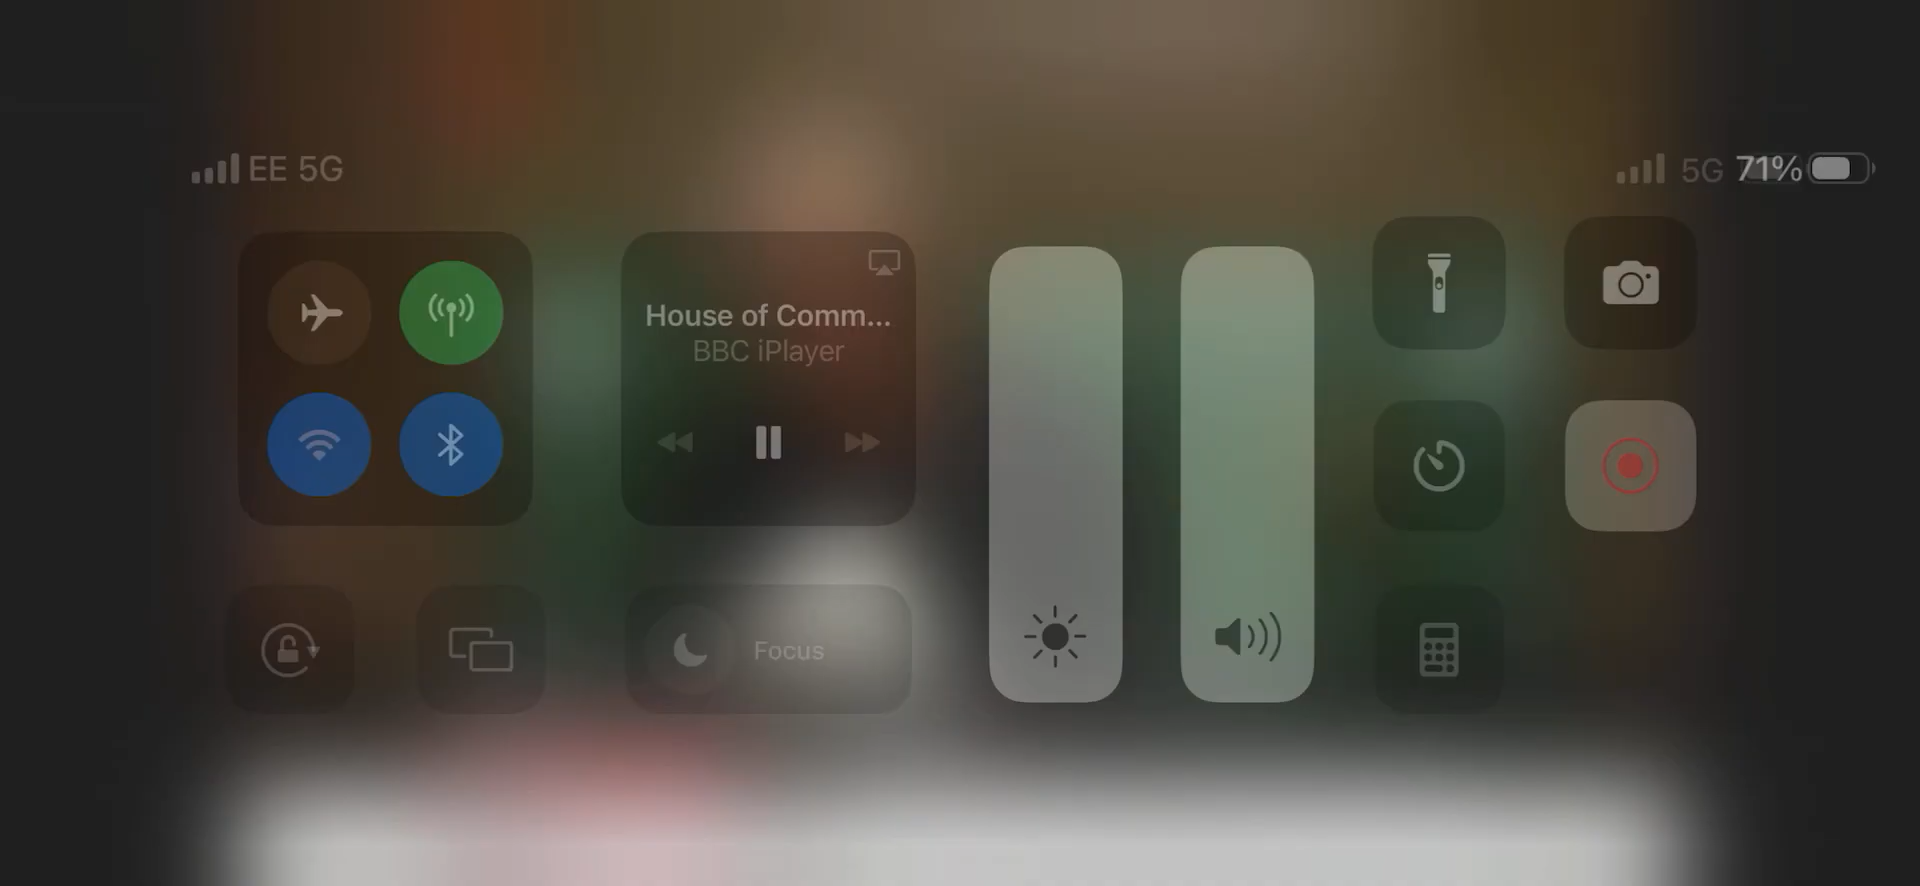 EE 5G
5G 71%
House of Comm...
BBC iPlayer
Focus